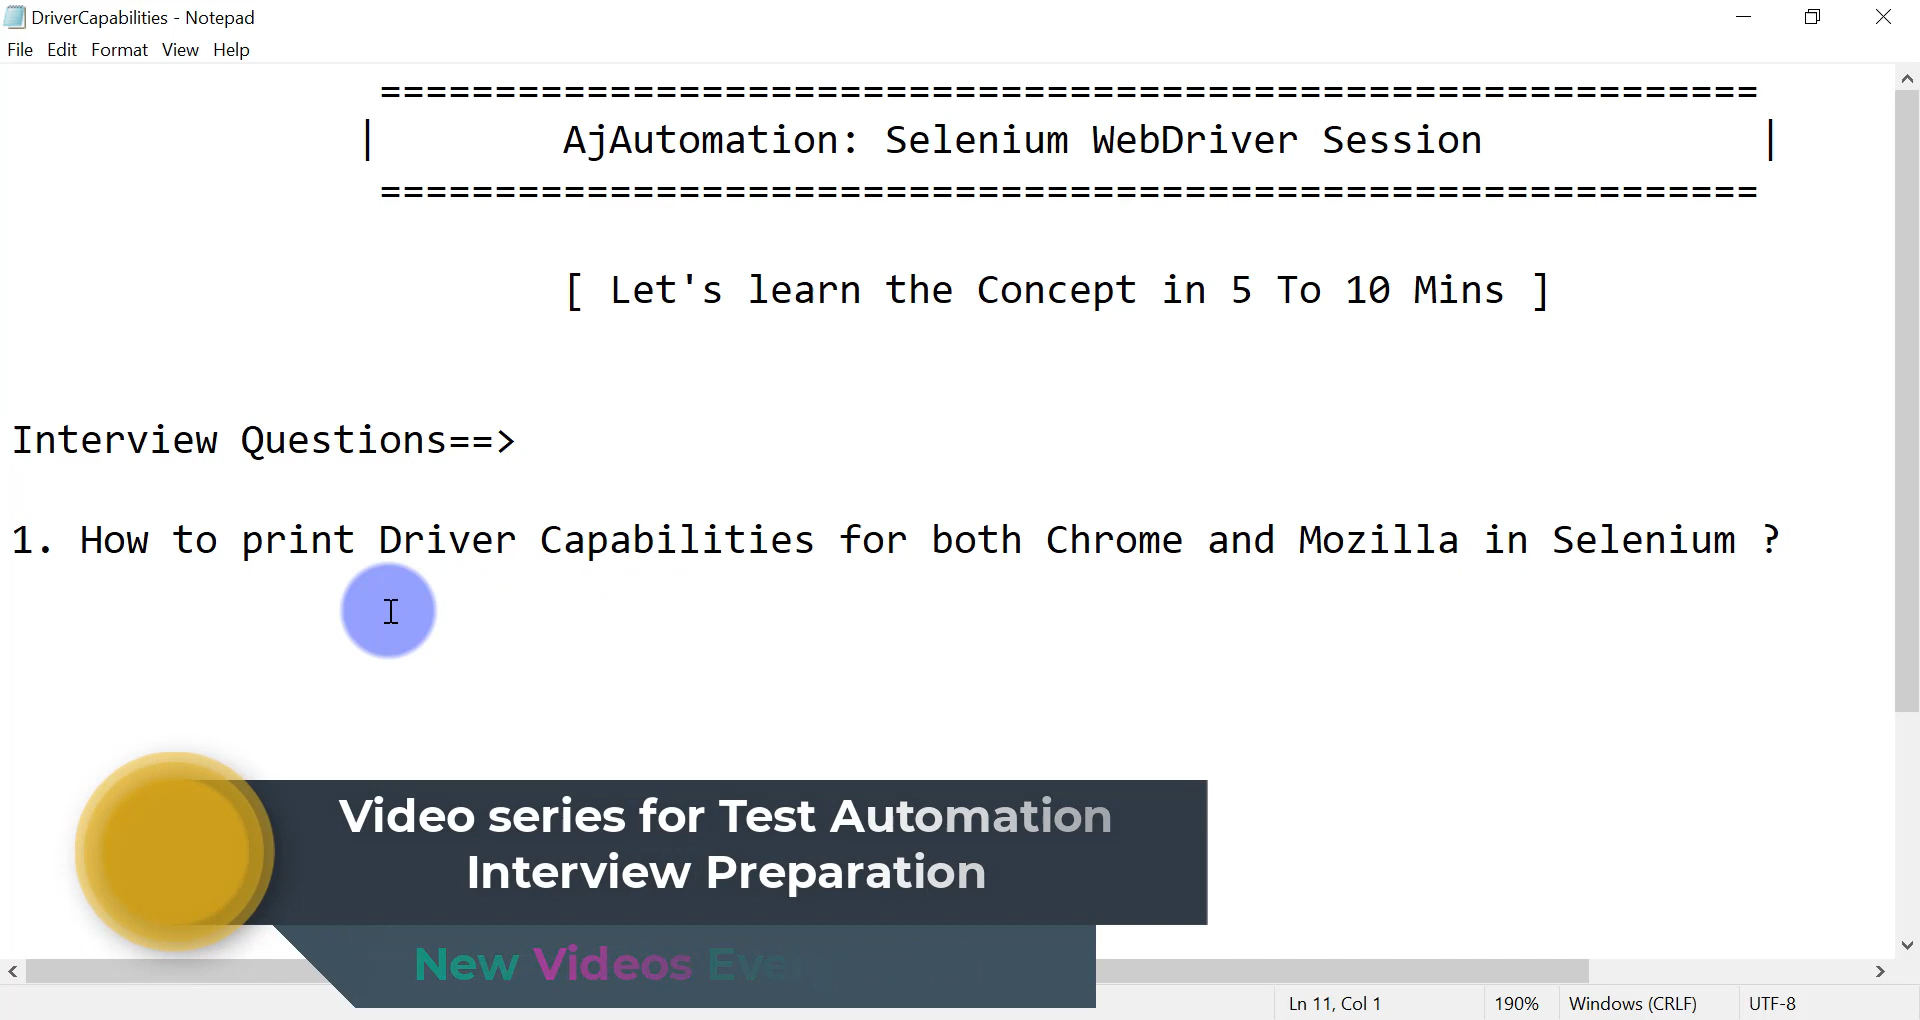 DriverCapabilities - Notepad
File Edit Format View Help
============================================================
| AjAutomation: Selenium WebDriver Session |
============================================================
[ Let's learn the Concept in 5 To 10 Mins ]
Interview Questions==>
1. How to print Driver Capabilities for both Chrome and Mozilla in Selenium ?
Video series for Test Automation
Interview Preparation
New Videos
Ln 11, Col 1 190% Windows (CRLF) UTF-8